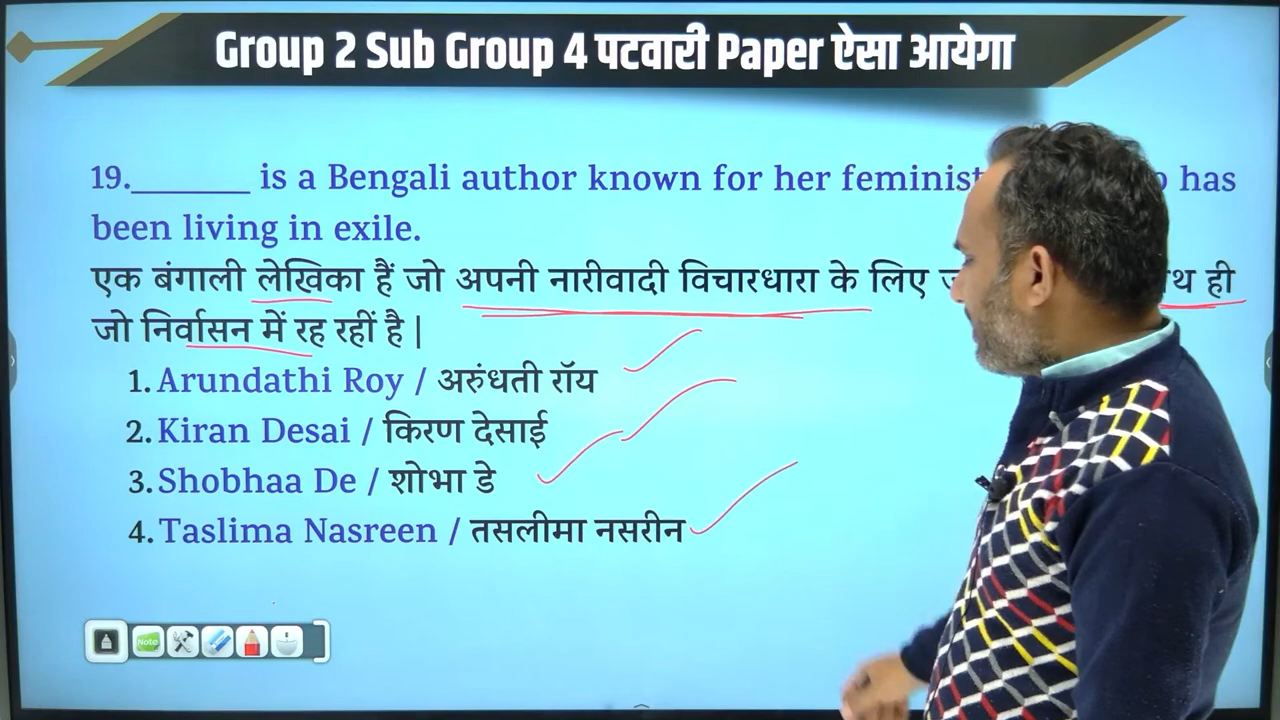 Group 2 Sub Group 4 पटवारी Paper ऐसा आयेगा
19._______ is a Bengali author known for her feminist has
been living in exile.
एक बंगाली लेखिका हैं जो अपनी नारीवादी विचारधारा के लिए ही
जो निर्वासन में रह रहीं है |
1. Arundathi Roy / अरुंधती रॉय
2. Kiran Desai / किरण देसाई
3. Shobhaa De / शोभा डे
4. Taslima Nasreen / तसलीमा नसरीन
Note